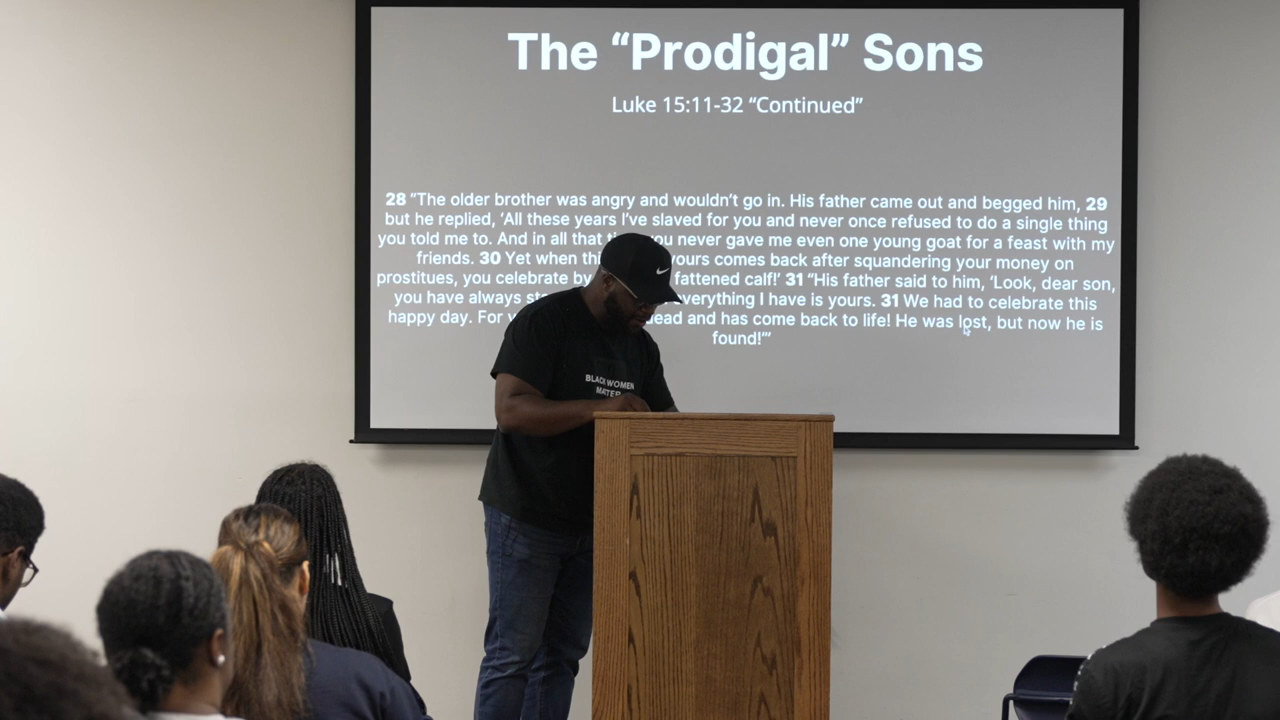 The “Prodigal” Sons
Luke 15:11-32 “Continued”
28 “The older brother was angry and wouldn’t go in. His father came out and begged him, 29
but he replied, ‘All these years I’ve slaved for you and never once refused to do a single thing
you told me to. And in all that you never gave me even one young goat for a feast with my
friends. 30 Yet when yours comes back after squandering your money on
prostitues, you celebrate by fattened calf!’ 31 “His father said to him, ‘Look, dear son,
you have always everything I have is yours. 31 We had to celebrate this
happy day. For and has come back to life! He was lost, but now he is
found!’”
BLACK WOMEN
MATTER